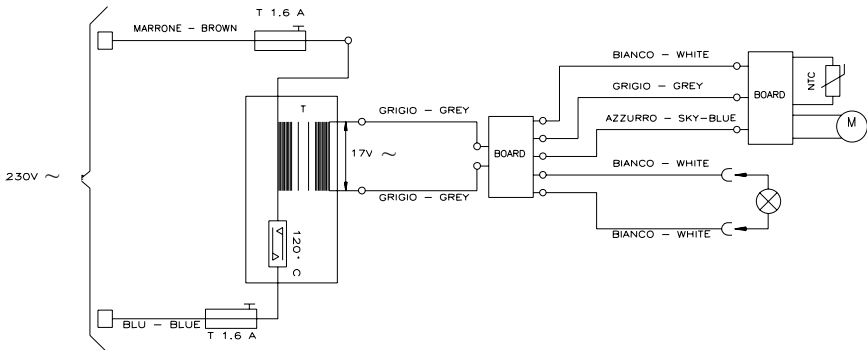 T 1.6 A
MARRONE - BROWN
BIANCO - WHITE
GRIGIO - GREY
BOARD
NTC
T
GRIGIO - GREY
AZZURRO - SKY-BLUE
M
17V ~
BOARD
BIANCO - WHITE
230V ~
GRIGIO - GREY
BIANCO - WHITE
120° C
BLU - BLUE
T 1.6 A